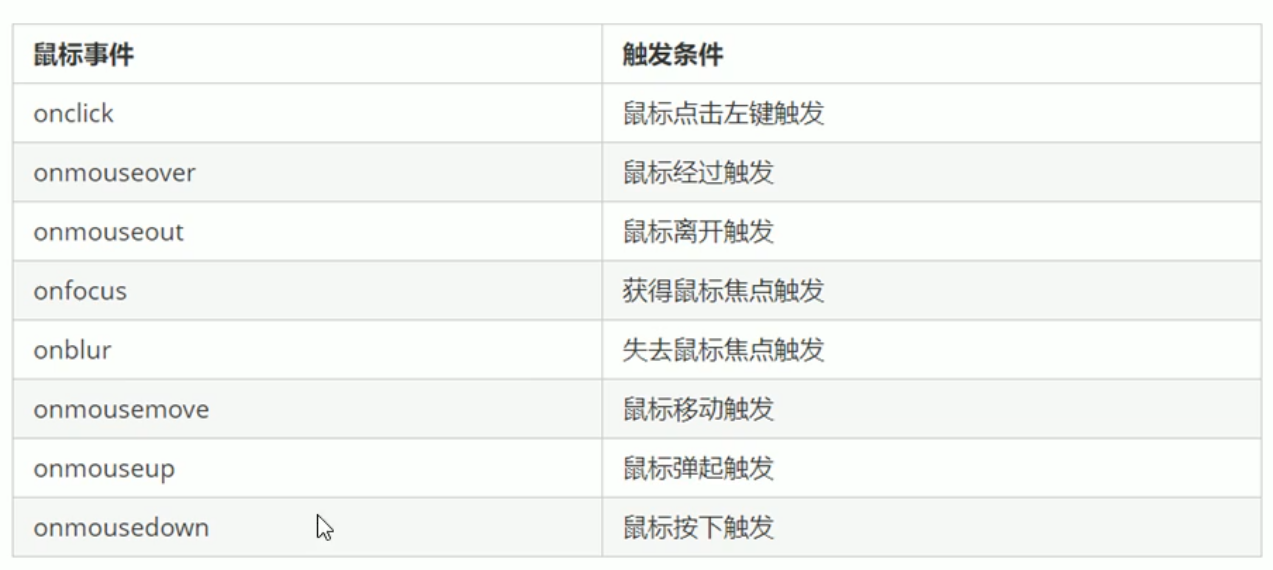 鼠标事件 触发条件
onclick 鼠标点击左键触发
onmouseover 鼠标经过触发
onmouseout 鼠标离开触发
onfocus 获得鼠标焦点触发
onblur 失去鼠标焦点触发
onmousemove 鼠标移动触发
onmouseup 鼠标弹起触发
onmousedown 鼠标按下触发